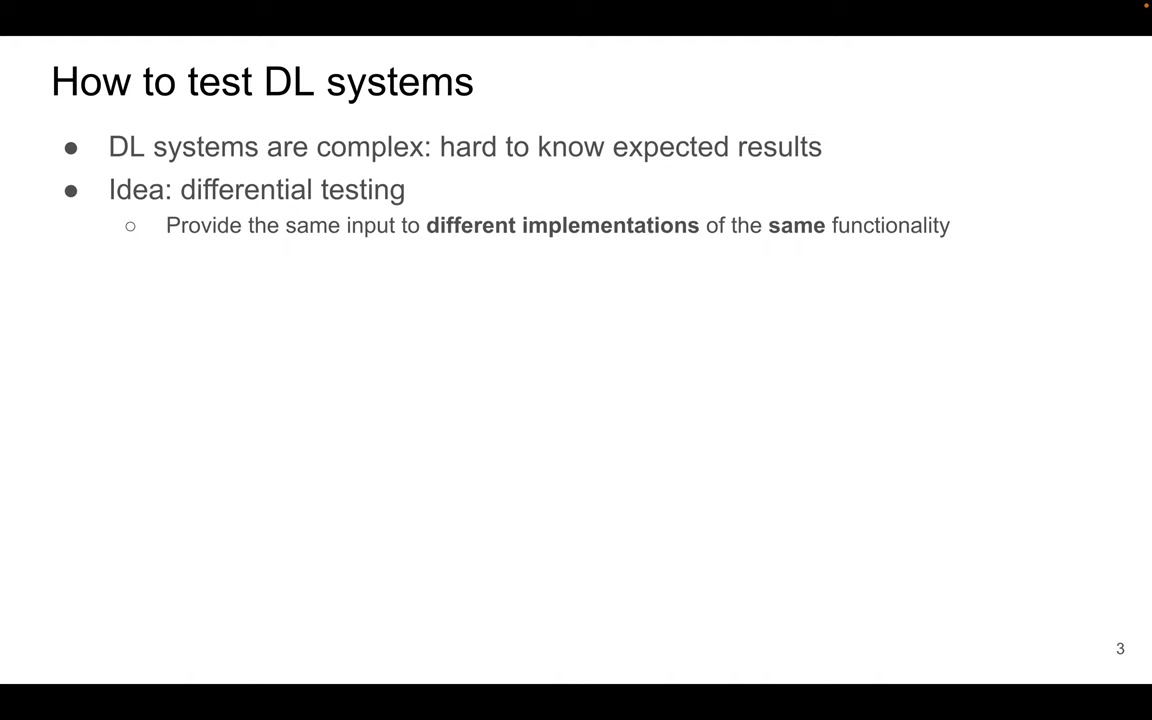 How to test DL systems
● DL systems are complex: hard to know expected results
● Idea: differential testing
○ Provide the same input to different implementations of the same functionality
3